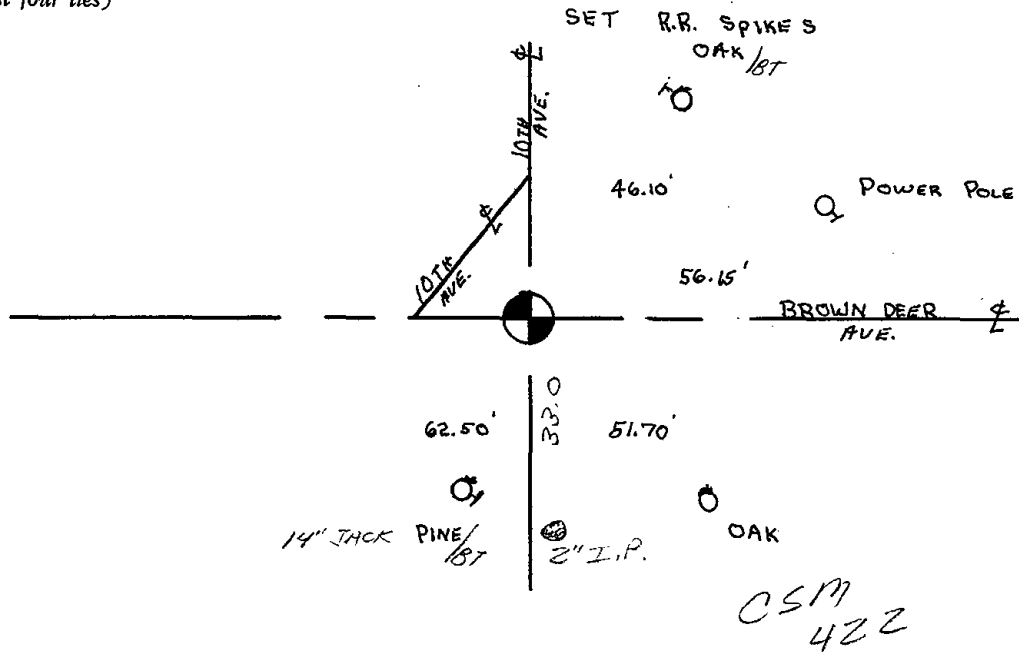 four ties)
SET R.R. SPIKES
OAK/BT
℄
10TH AVE.
46.10'
POWER POLE
℄
10TH AVE.
56.15'
BROWN DEER AVE. ℄
62.50'
33.0
51.70'
14" JACK PINE/BT
2" I.P.
OAK
CSM
422